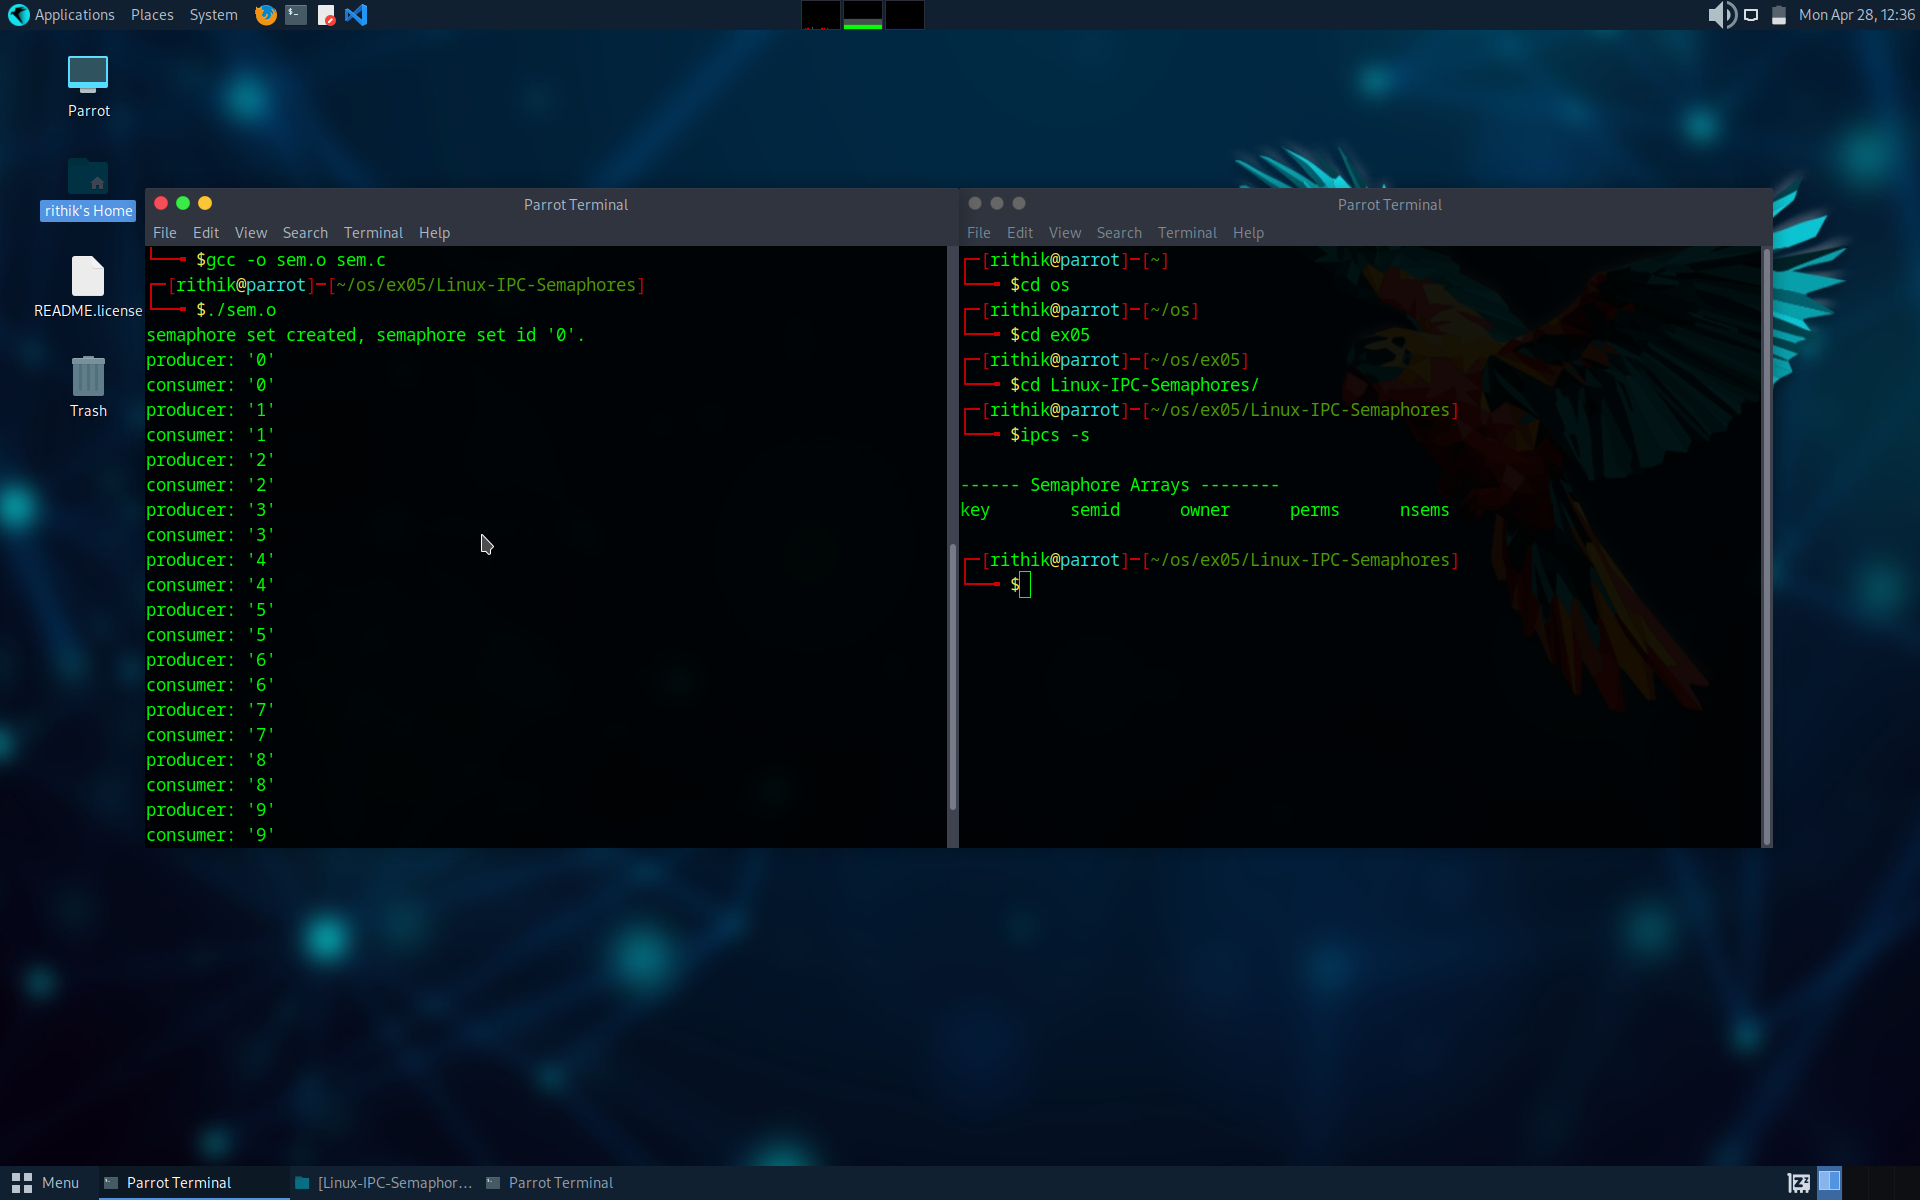 Applications Places System
Mon Apr 28, 12:36
Parrot
rithik's Home
README.license
Trash
Parrot Terminal
File Edit View Search Terminal Help
$gcc -o sem.o sem.c
[rithik@parrot]-[~/os/ex05/Linux-IPC-Semaphores]
$./sem.o
semaphore set created, semaphore set id '0'.
producer: '0'
consumer: '0'
producer: '1'
consumer: '1'
producer: '2'
consumer: '2'
producer: '3'
consumer: '3'
producer: '4'
consumer: '4'
producer: '5'
consumer: '5'
producer: '6'
consumer: '6'
producer: '7'
consumer: '7'
producer: '8'
consumer: '8'
producer: '9'
consumer: '9'
Parrot Terminal
File Edit View Search Terminal Help
[rithik@parrot]-[~]
$cd os
[rithik@parrot]-[~/os]
$cd ex05
[rithik@parrot]-[~/os/ex05]
$cd Linux-IPC-Semaphores/
[rithik@parrot]-[~/os/ex05/Linux-IPC-Semaphores]
$ipcs -s
------ Semaphore Arrays --------
key semid owner perms nsems
[rithik@parrot]-[~/os/ex05/Linux-IPC-Semaphores]
$
Menu Parrot Terminal [Linux-IPC-Semaphor... Parrot Terminal